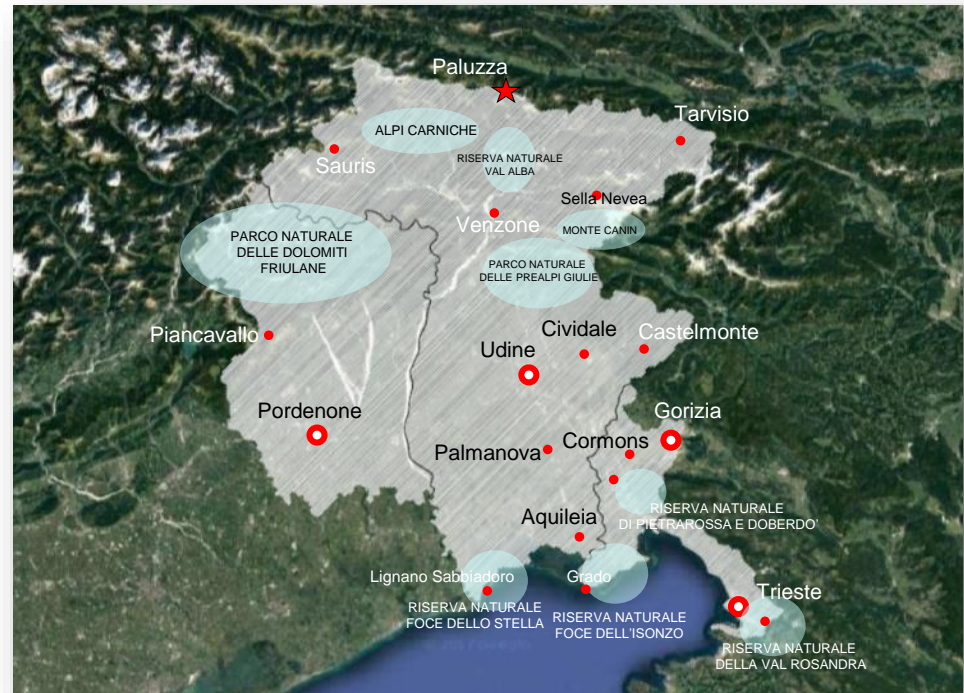 Paluzza
Tarvisio
ALPI CARNICHE
Sauris
RISERVA NATURALE
VAL ALBA
Sella Nevea
Venzone
MONTE CANIN
PARCO NATURALE
DELLE DOLOMITI
FRIULANE
PARCO NATURALE
DELLE PREALPI GIULIE
Piancavallo
Cividale
Castelmonte
Udine
Pordenone
Gorizia
Cormons
Palmanova
RISERVA NATURALE
DI PIETRAROSSA E DOBERDO'
Aquileia
Lignano Sabbiadoro
Grado
Trieste
RISERVA NATURALE
FOCE DELLO STELLA
RISERVA NATURALE
FOCE DELL'ISONZO
RISERVA NATURALE
DELLA VAL ROSANDRA